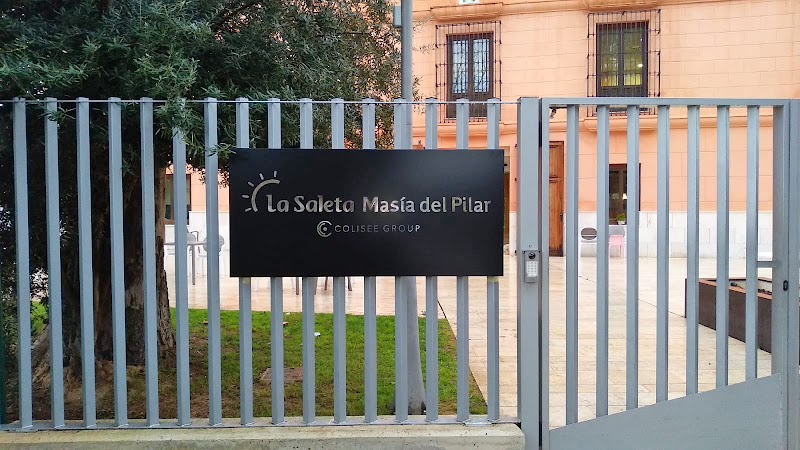 La Saleta Masía del Pilar
COLISEE GROUP